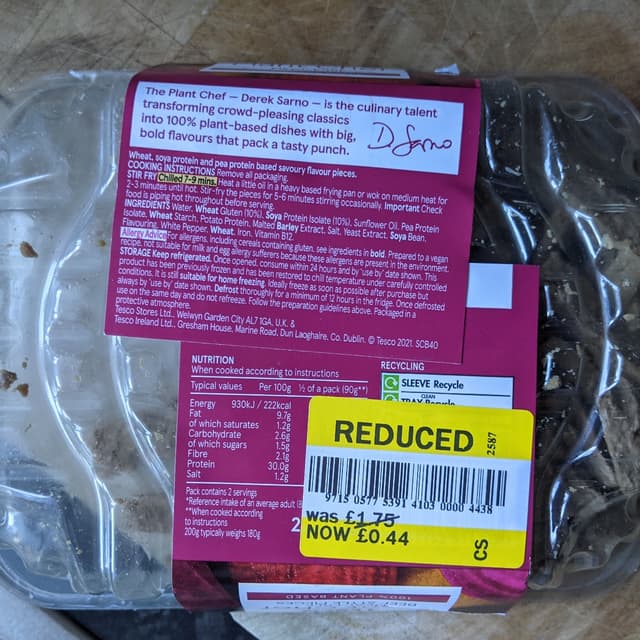 The Plant Chef – Derek Sarno – is the culinary talent
transforming crowd-pleasing classics
into 100% plant-based dishes with big,
bold flavours that pack a tasty punch.
D. Sarno
Wheat, soya protein and pea protein based savoury flavour pieces.
COOKING INSTRUCTIONS Remove all packaging.
STIR FRY Chilled 7-9 mins. Heat a little oil in a heavy based frying pan or wok on medium heat for
2-3 minutes until hot. Stir-fry the pieces for 5-6 minutes stirring occasionally. Important Check
food is piping hot throughout before serving.
INGREDIENTS Water, Wheat Gluten (10%), Soya Protein Isolate (10%), Sunflower Oil, Pea Protein
Isolate, Wheat Starch, Potato Protein, Malted Barley Extract, Salt, Yeast Extract, Soya Bean,
Flavouring, White Pepper, Wheat, Iron, Vitamin B12.
Allergy Advice For allergens, including cereals containing gluten, see ingredients in bold. Prepared to a vegan
recipe, not suitable for milk and egg allergy sufferers because these allergens are present in the environment.
STORAGE Keep refrigerated. Once opened, consume within 24 hours and by 'use by' date shown. This
product has been previously frozen and has been restored to chill temperature under carefully controlled
conditions. It is still suitable for home freezing. Ideally freeze as soon as possible after purchase but
always by 'use by' date shown. Defrost thoroughly for a minimum of 12 hours in the fridge. Once defrosted
use on the same day and do not refreeze. Follow the preparation guidelines above. Packaged in a
protective atmosphere.
Tesco Stores Ltd., Welwyn Garden City AL7 1GA, U.K. &
Tesco Ireland Ltd., Gresham House, Marine Road, Dun Laoghaire, Co. Dublin. © Tesco 2021. SCB40
NUTRITION
When cooked according to instructions
Typical values Per 100g ½ of a pack (90g**)
Energy 930kJ / 222kcal
Fat 9.7g
of which saturates 1.2g
Carbohydrate 2.6g
of which sugars 1.5g
Fibre 2.1g
Protein 30.0g
Salt 1.2g
Pack contains 2 servings
*Reference intake of an average adult
**When cooked according
to instructions
200g typically weighs 180g
2
RECYCLING
SLEEVE Recycle
CLEAN
TRAY Recycle
REDUCED
2587
9715 0577 5391 4103 0000 4438
was £1.75
NOW £0.44
CS
100% PLANT BASED
BEEF STYLE PIECES